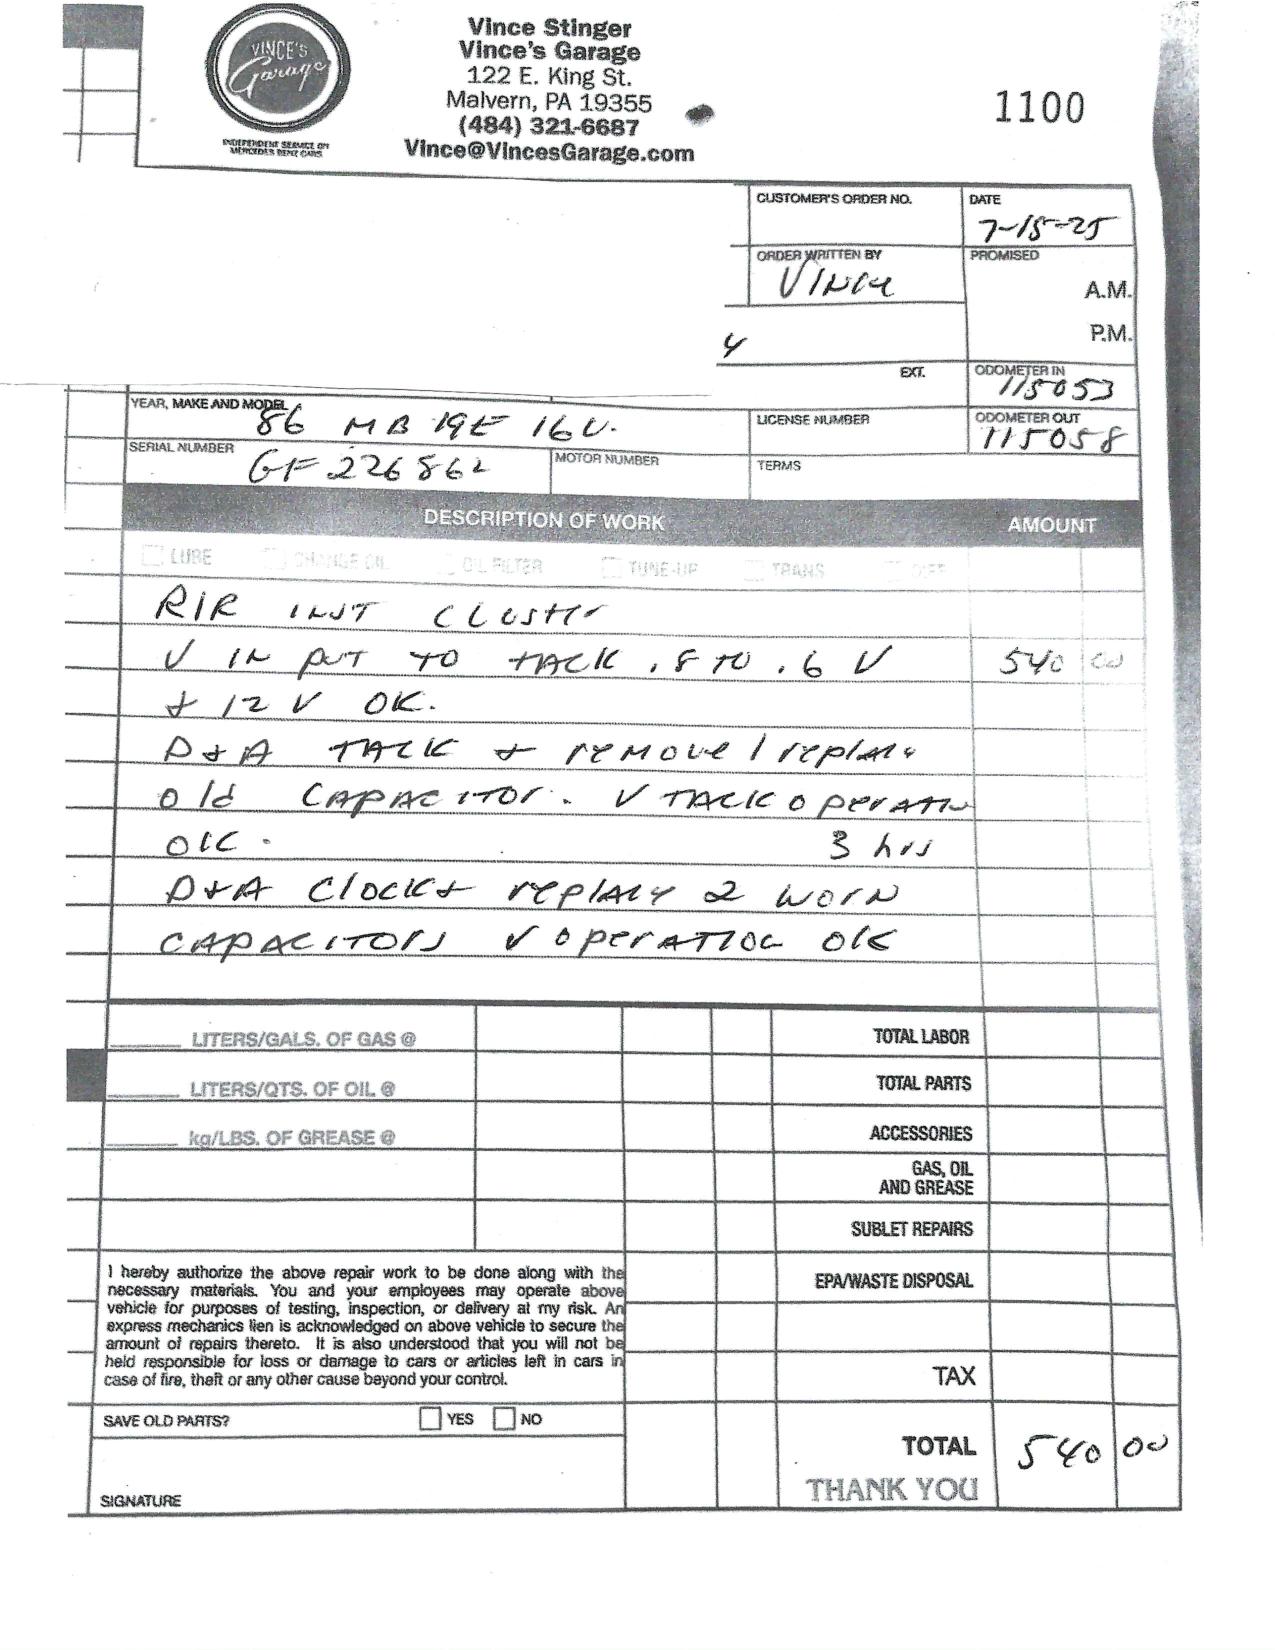 VINCE'S
Garage
INDEPENDENT SERVICE ON
MERCEDES BENZ CARS
Vince Stinger
Vince's Garage
122 E. King St.
Malvern, PA 19355
(484) 321-6687
Vince@VincesGarage.com
1100
CUSTOMER'S ORDER NO.
DATE
7-15-25
ORDER WRITTEN BY
VINCE
PROMISED
A.M.
P.M.
4
EXT.
ODOMETER IN
115053
YEAR, MAKE AND MODEL
86 MB 19E 16V.
LICENSE NUMBER
ODOMETER OUT
115058
SERIAL NUMBER
GF226862
MOTOR NUMBER
TERMS
DESCRIPTION OF WORK AMOUNT
LUBE CHANGE OIL OIL FILTER TUNE-UP TRANS DIFF
R/R INST CLUSTER
√ IN PUT TO TACK .8 TO .6 V 540 00
+ 12 V OK.
D+A TACK + remove / replace
old CAPACITOR. √ TACK OPERATION
OK. 3 hrs
D+A Clock + replace 2 WORN
CAPACITORS √ OPERATION OK
LITERS/GALS. OF GAS @
TOTAL LABOR
LITERS/QTS. OF OIL @
TOTAL PARTS
kg/LBS. OF GREASE @
ACCESSORIES
GAS, OIL
AND GREASE
SUBLET REPAIRS
I hereby authorize the above repair work to be done along with the
necessary materials. You and your employees may operate above
vehicle for purposes of testing, inspection, or delivery at my risk. An
express mechanics lien is acknowledged on above vehicle to secure the
amount of repairs thereto. It is also understood that you will not be
held responsible for loss or damage to cars or articles left in cars in
case of fire, theft or any other cause beyond your control.
EPA/WASTE DISPOSAL
TAX
SAVE OLD PARTS? YES NO
TOTAL 540 00
THANK YOU
SIGNATURE